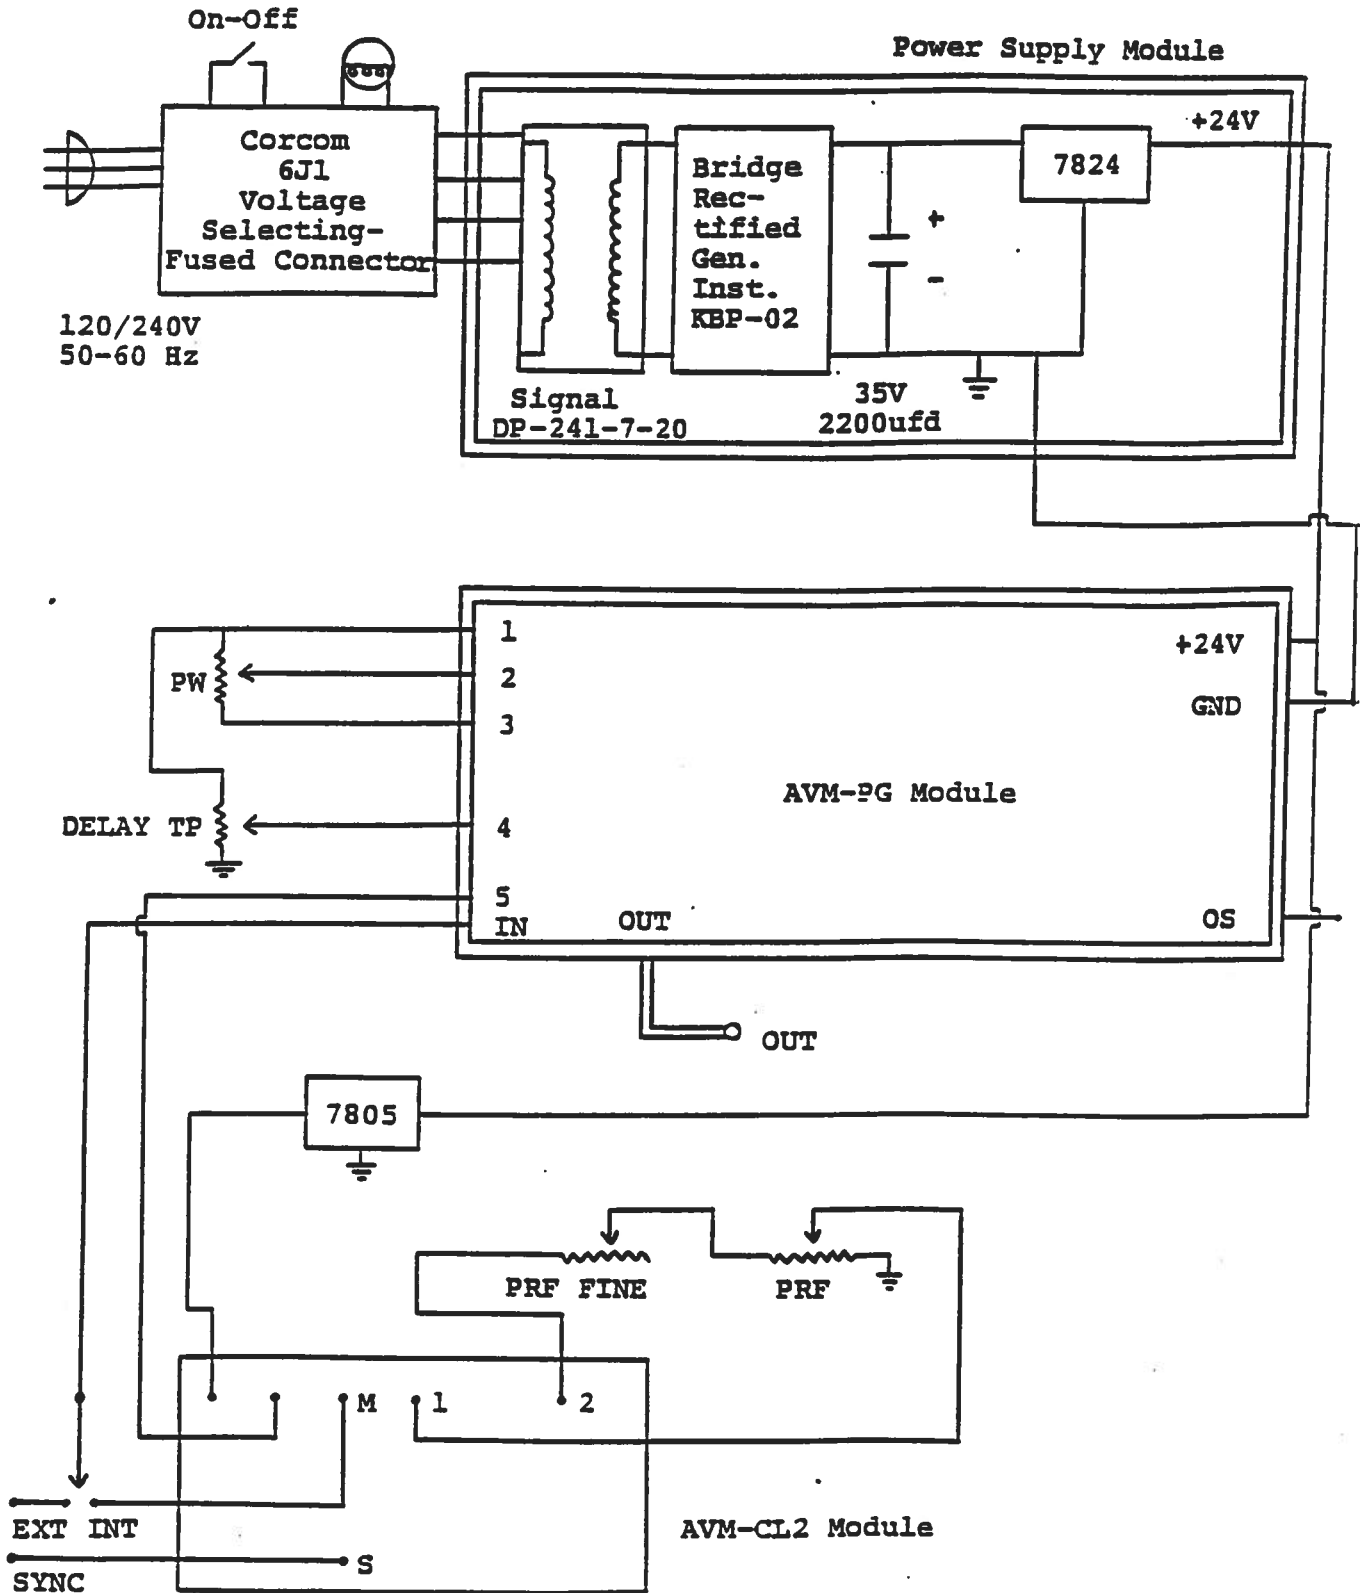 On-Off
Power Supply Module
Corcom
6J1
Voltage
Selecting-
Fused Connector
120/240V
50-60 Hz
Signal
DP-241-7-20
Bridge
Rec-
tified
Gen.
Inst.
KBP-02
+
-
35V
2200ufd
7824
+24V
1
2
3
4
5
IN
PW
DELAY TP
+24V
GND
AVM-PG Module
OUT
OS
OUT
7805
PRF FINE
PRF
M
1
2
EXT INT
S
SYNC
AVM-CL2 Module